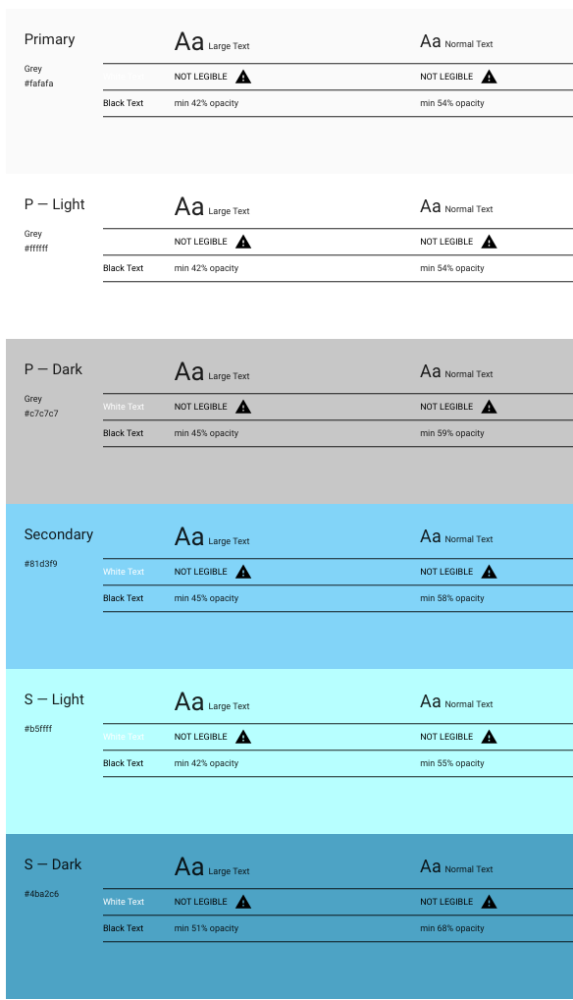 Primary
Aa Large Text
Aa Normal Text
Grey
#fafafa
White Text NOT LEGIBLE NOT LEGIBLE
Black Text min 42% opacity min 54% opacity
P — Light
Aa Large Text
Aa Normal Text
Grey
#ffffff
NOT LEGIBLE NOT LEGIBLE
Black Text min 42% opacity min 54% opacity
P — Dark
Aa Large Text
Aa Normal Text
Grey
#c7c7c7
White Text NOT LEGIBLE NOT LEGIBLE
Black Text min 45% opacity min 59% opacity
Secondary
Aa Large Text
Aa Normal Text
#81d3f9
White Text NOT LEGIBLE NOT LEGIBLE
Black Text min 45% opacity min 58% opacity
S — Light
Aa Large Text
Aa Normal Text
#b5ffff
White Text NOT LEGIBLE NOT LEGIBLE
Black Text min 42% opacity min 55% opacity
S — Dark
Aa Large Text
Aa Normal Text
#4ba2c6
White Text NOT LEGIBLE NOT LEGIBLE
Black Text min 51% opacity min 68% opacity